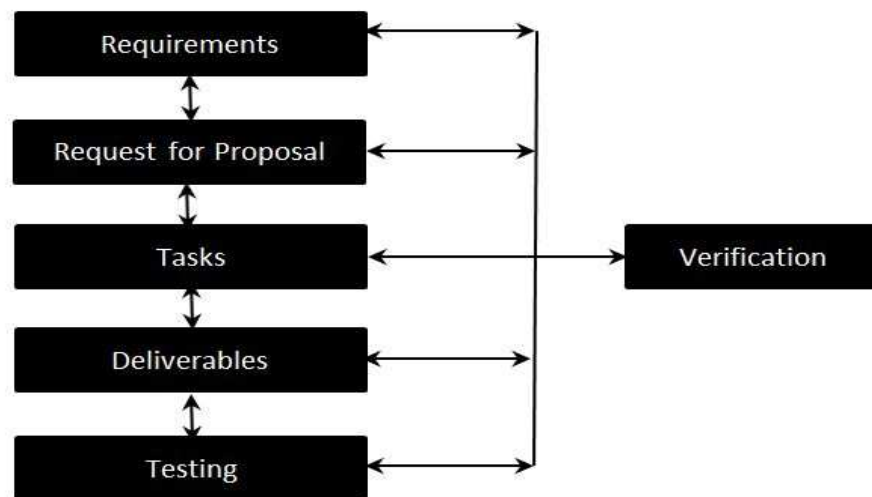 Requirements
Request for Proposal
Tasks
Verification
Deliverables
Testing